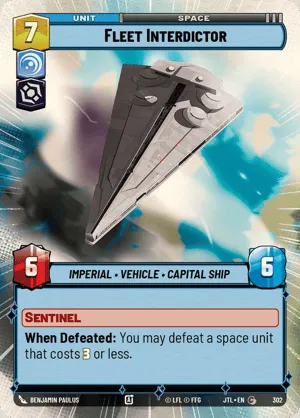 UNIT
SPACE
7
FLEET INTERDICTOR
6
IMPERIAL • VEHICLE • CAPITAL SHIP
6
SENTINEL
When Defeated: You may defeat a space unit
that costs 3 or less.
BENJAMIN PAULUS
© LFL © FFG
JTL • EN
302